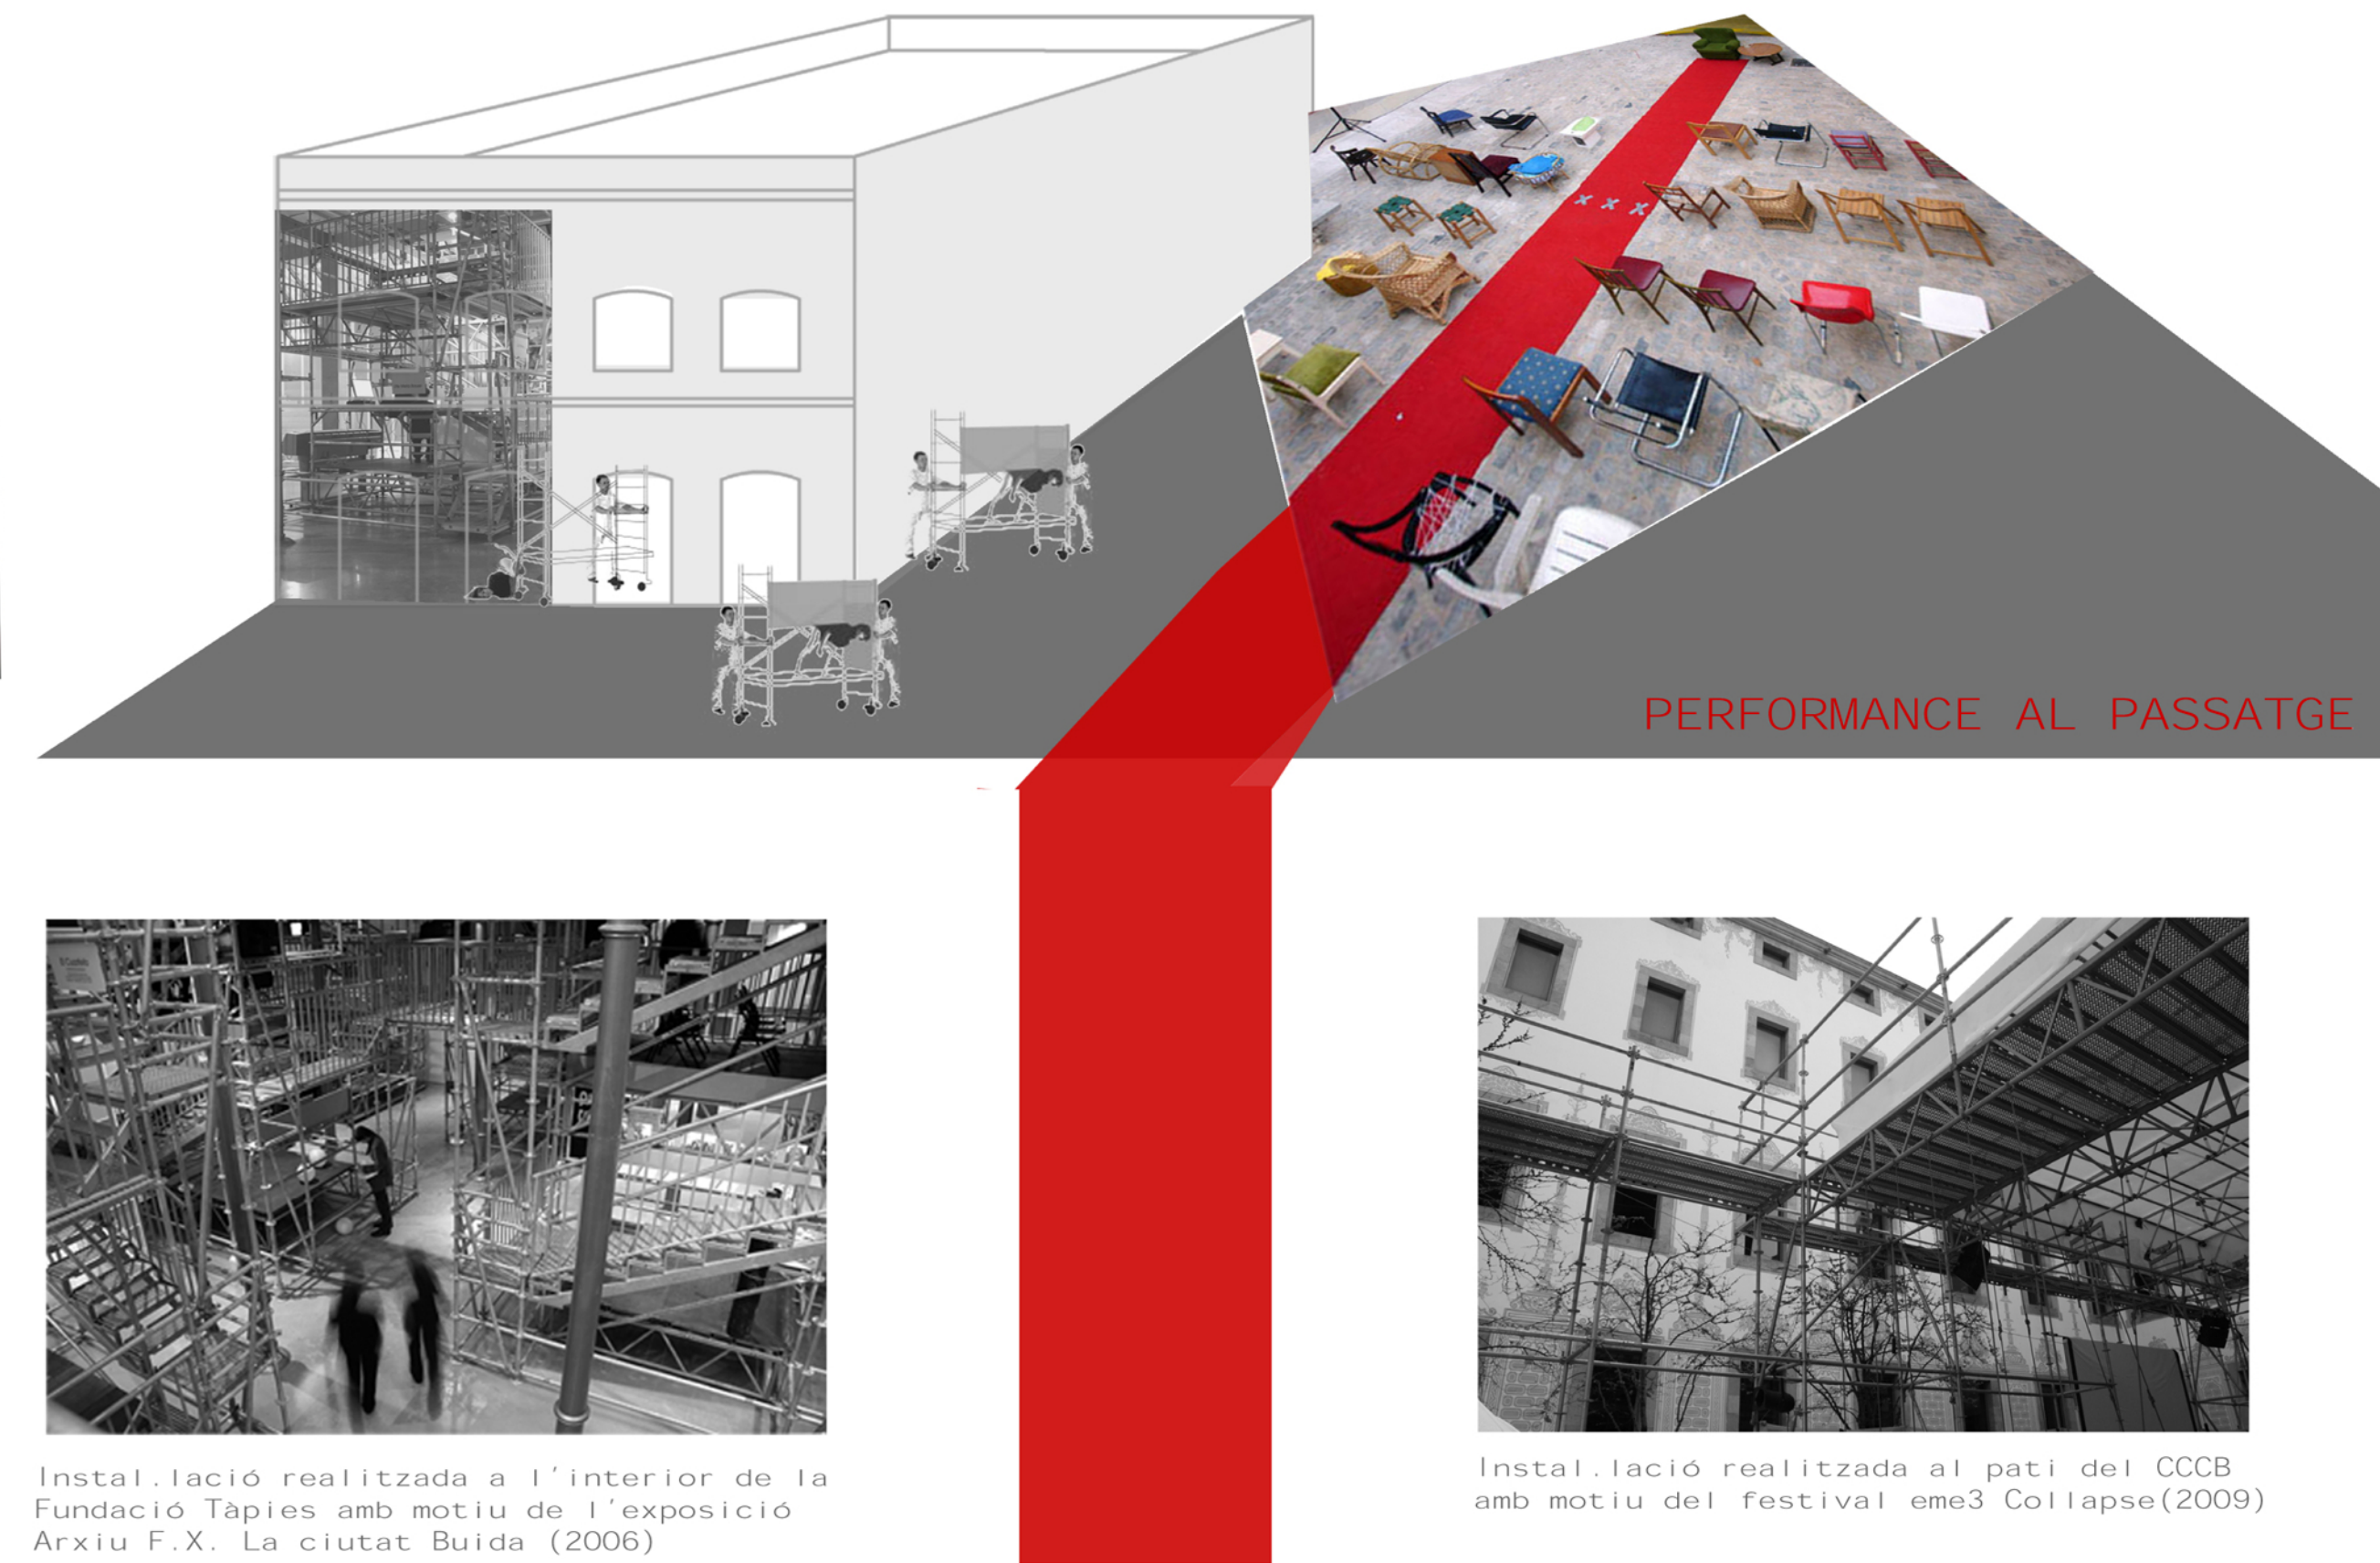 PERFORMANCE AL PASSATGE
Instal.lació realitzada a l'interior de la
Fundació Tàpies amb motiu de l'exposició
Arxiu F.X. La ciutat Buida (2006)
Instal.lació realitzada al pati del CCCB
amb motiu del festival eme3 Collapse(2009)